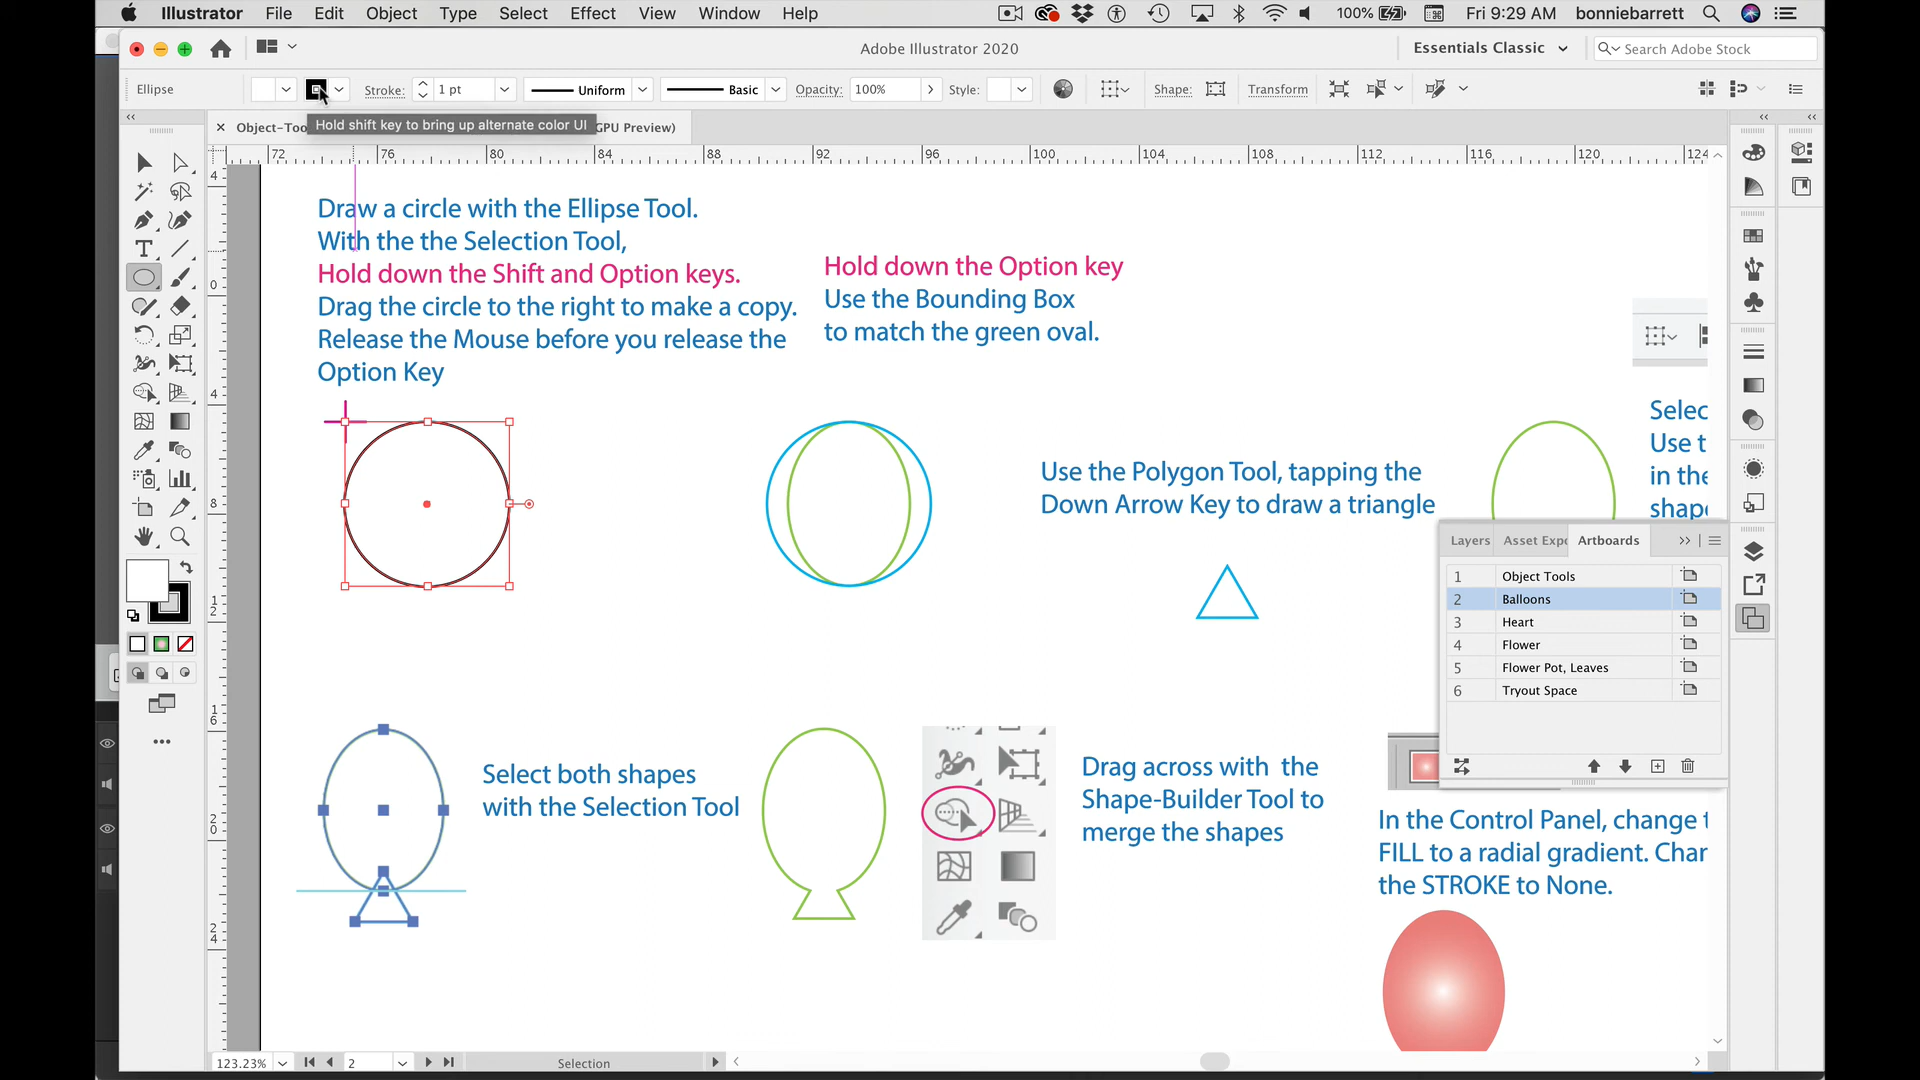 Illustrator File Edit Object Type Select Effect View Window Help 100% Fri 9:29 AM bonniebarrett
Adobe Illustrator 2020
Essentials Classic
Search Adobe Stock
Ellipse Stroke: 1 pt Uniform Basic Opacity: 100% Style: Shape: Transform
Hold shift key to bring up alternate color UI
Object-Too GPU Preview)
72 76 80 84 88 92 96 100 104 108 112 116 120 124
4
0
4
8
12
16
20
24
Draw a circle with the Ellipse Tool.
With the the Selection Tool,
Hold down the Shift and Option keys.
Drag the circle to the right to make a copy.
Release the Mouse before you release the
Option Key
Hold down the Option key
Use the Bounding Box
to match the green oval.
Use the Polygon Tool, tapping the
Down Arrow Key to draw a triangle
Selec
Use t
in the
shap
Layers Asset Expo Artboards
1 Object Tools
2 Balloons
3 Heart
4 Flower
5 Flower Pot, Leaves
6 Tryout Space
Select both shapes
with the Selection Tool
Drag across with the
Shape-Builder Tool to
merge the shapes
In the Control Panel, change t
FILL to a radial gradient. Char
the STROKE to None.
123.23% 2 Selection